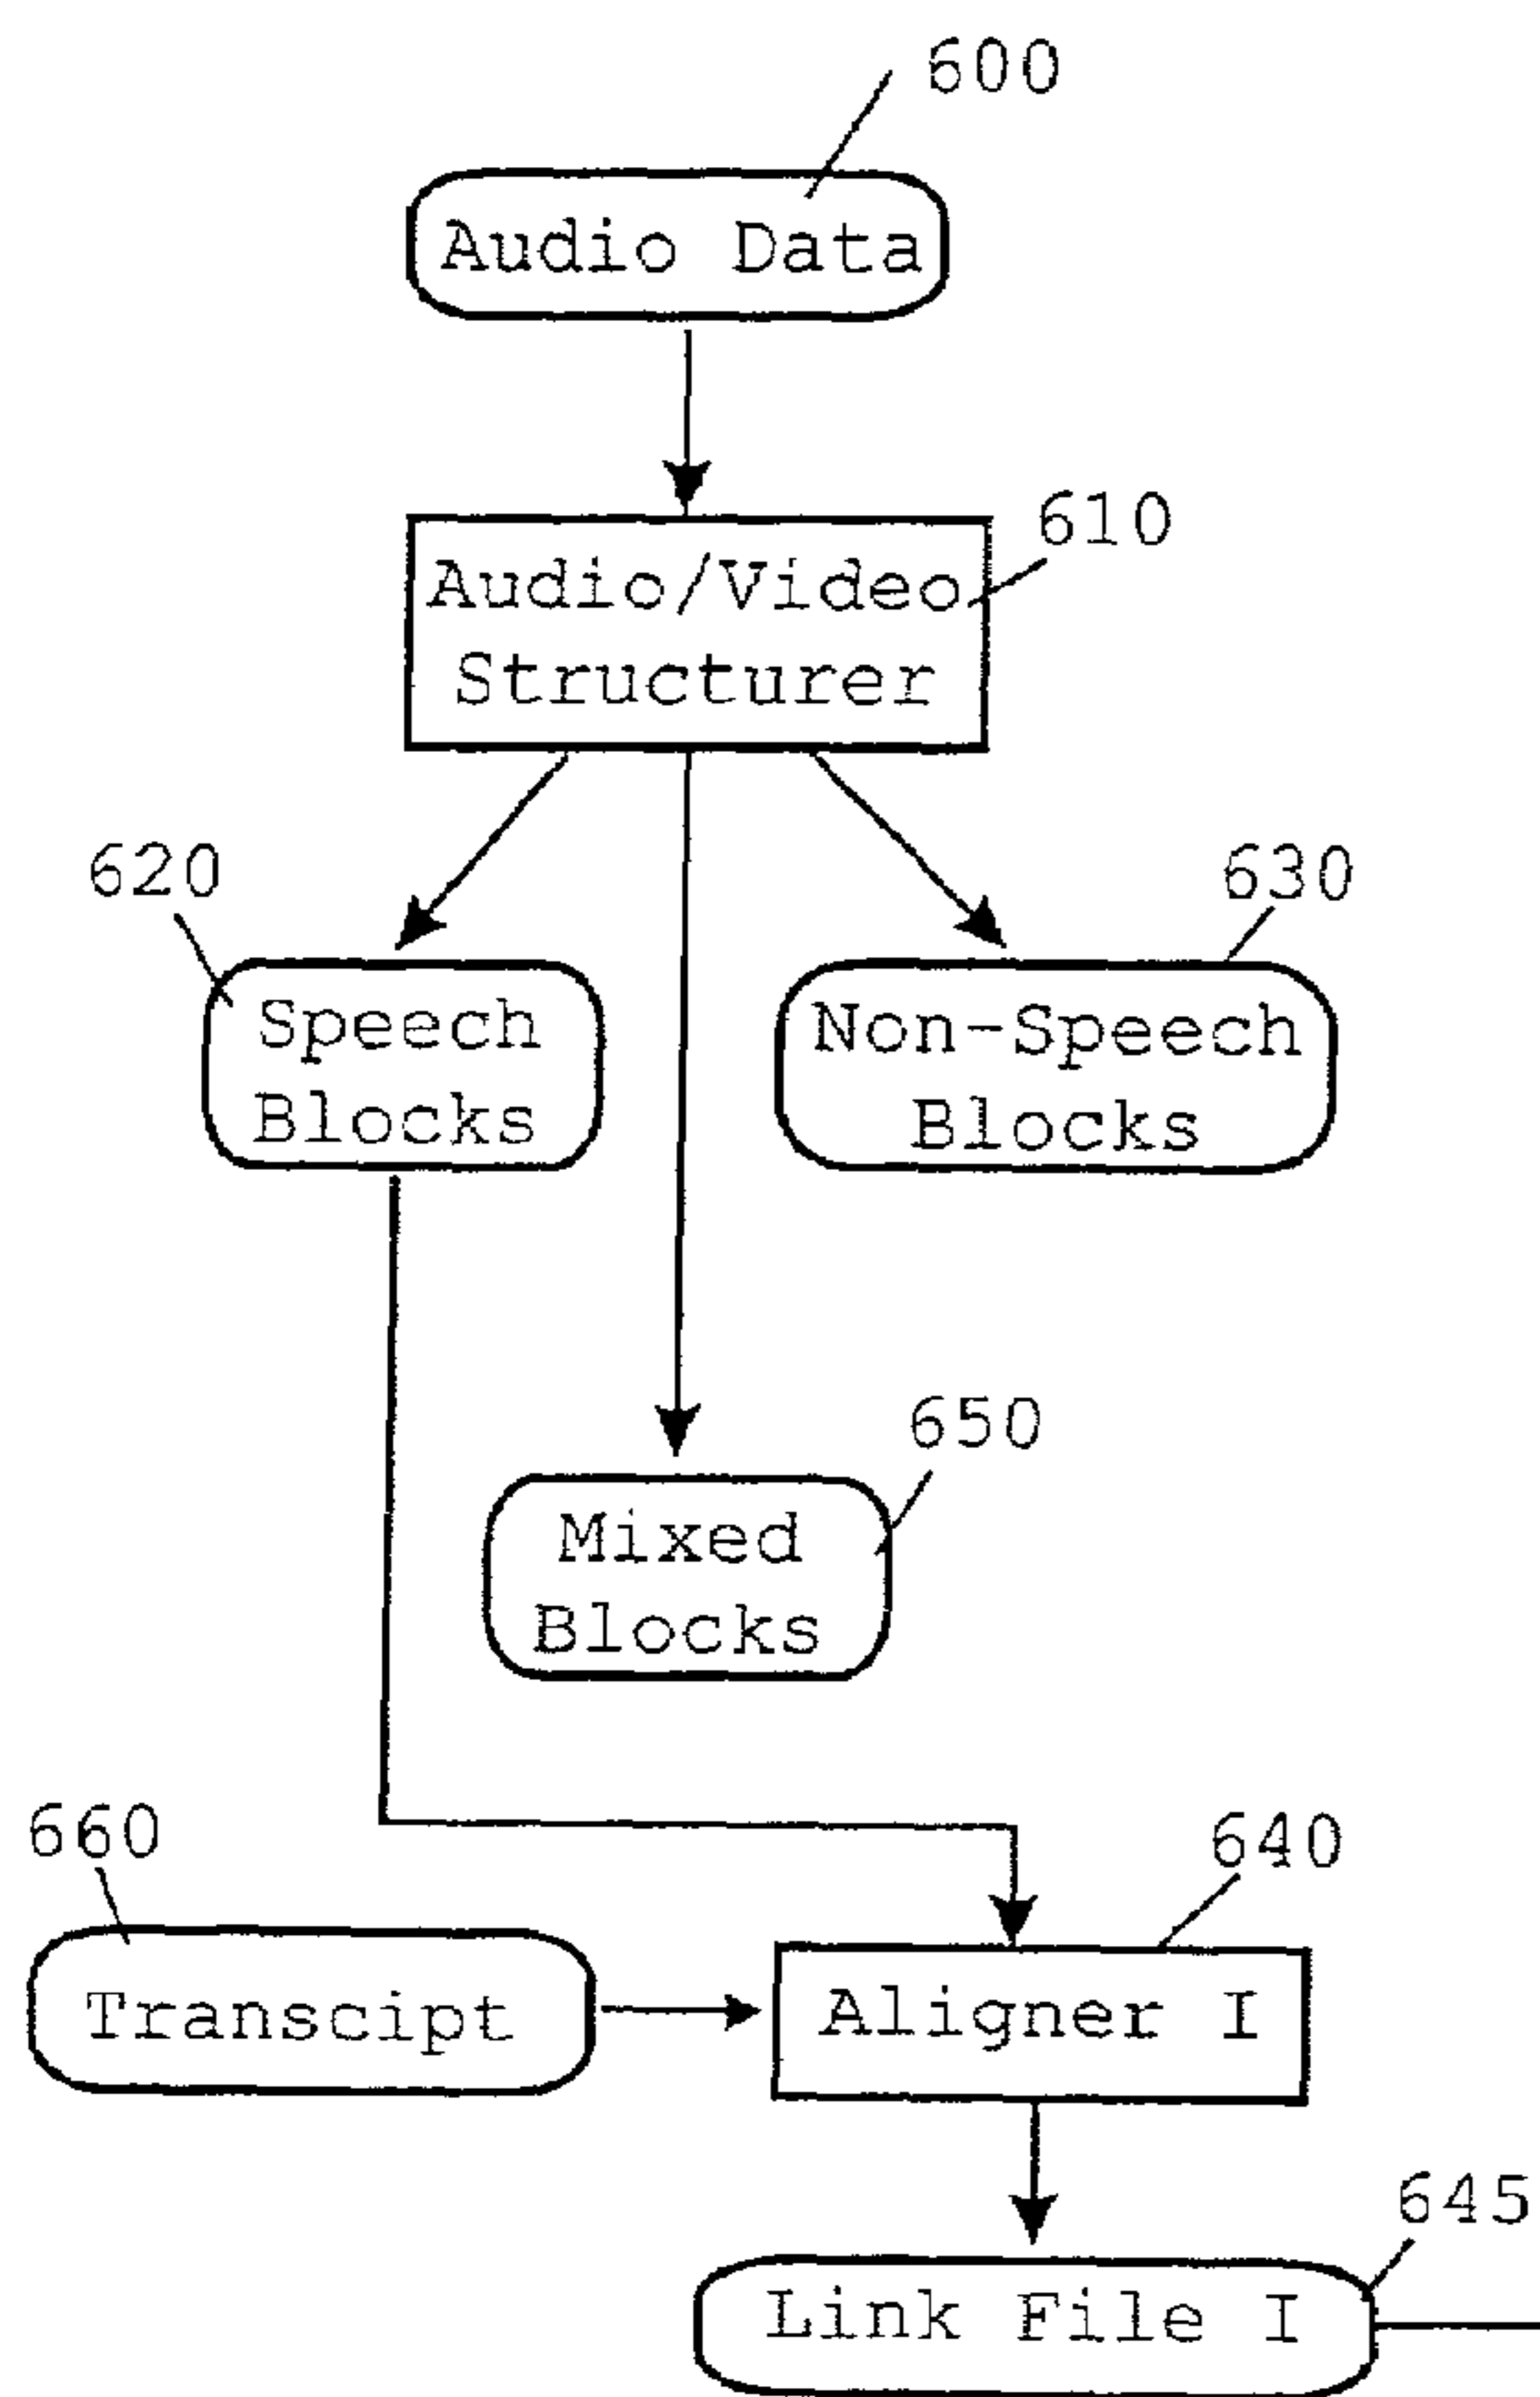 600
Audio Data
610
Audio/Video
Structurer
620
630
Speech
Blocks
Non-Speech
Blocks
650
Mixed
Blocks
660
640
Transcipt
Aligner I
645
Link File I